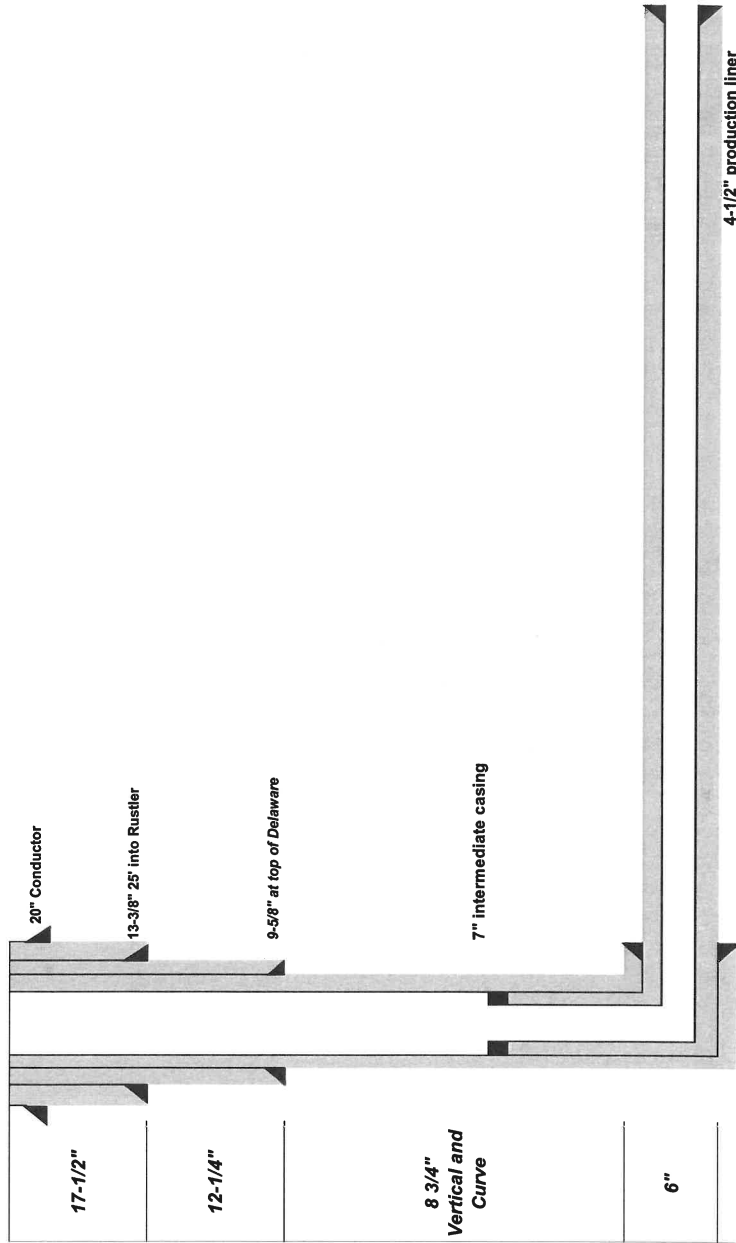 20" Conductor
17-1/2"
13-3/8" 25' into Rustler
12-1/4"
9-5/8" at top of Delaware
8 3/4"
Vertical and
Curve
7" intermediate casing
6"
4-1/2" production liner